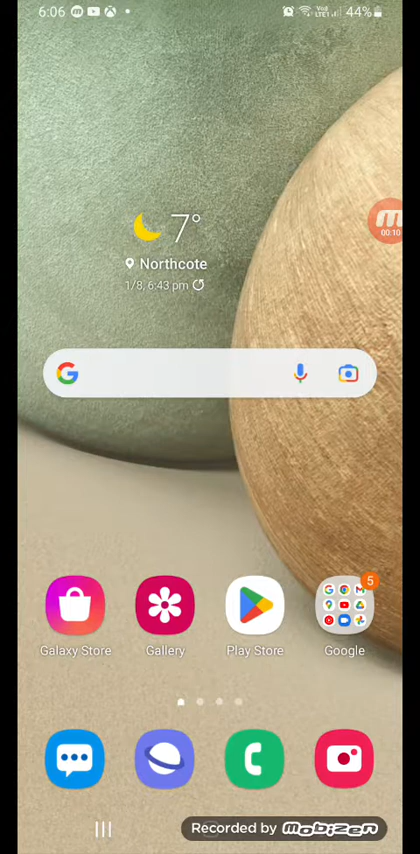 6:06
VoLTE1 44%
7°
Northcote
1/8, 6:43 pm
00:10
5
Galaxy Store
Gallery
Play Store
Google
Recorded by Mobizen